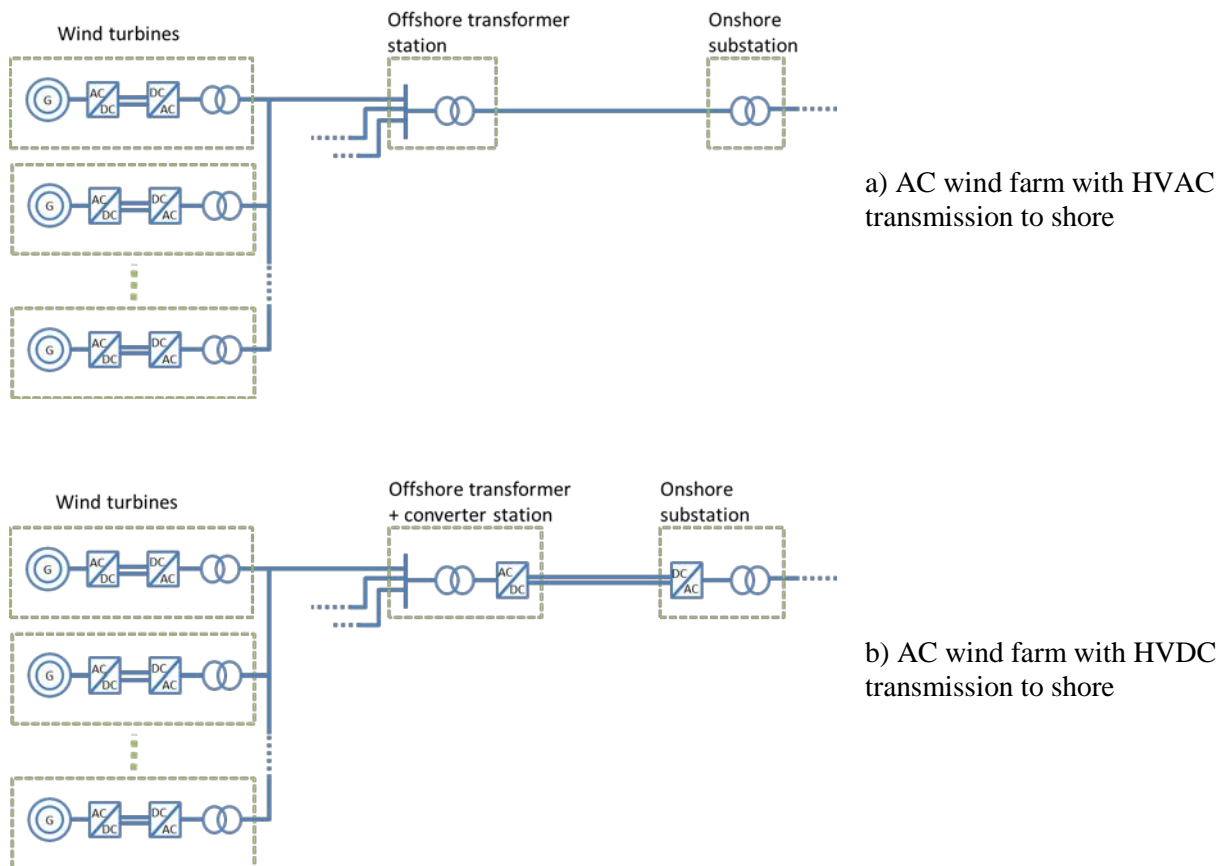 Wind turbines
Offshore transformer
station
Onshore
substation
G
AC
DC
DC
AC
G
AC
DC
DC
AC
G
AC
DC
DC
AC
a) AC wind farm with HVAC
transmission to shore
Wind turbines
Offshore transformer
+ converter station
Onshore
substation
G
AC
DC
DC
AC
AC
DC
DC
AC
G
AC
DC
DC
AC
G
AC
DC
DC
AC
b) AC wind farm with HVDC
transmission to shore